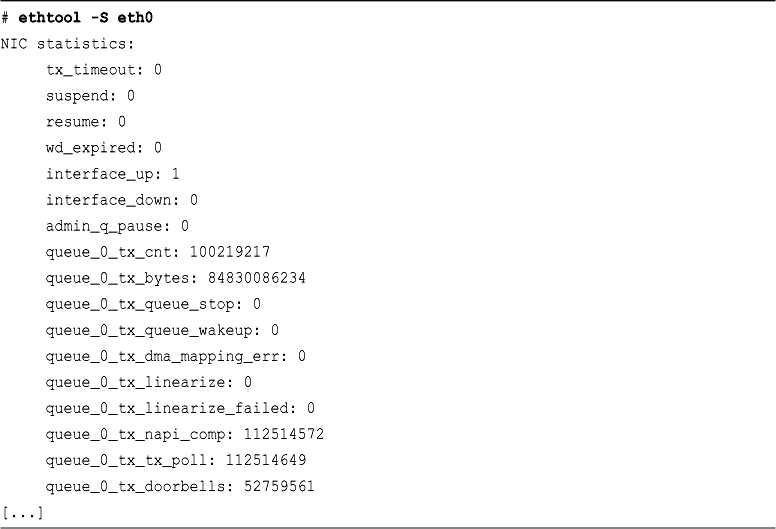 # ethtool -S eth0
NIC statistics:
tx_timeout: 0
suspend: 0
resume: 0
wd_expired: 0
interface_up: 1
interface_down: 0
admin_q_pause: 0
queue_0_tx_cnt: 100219217
queue_0_tx_bytes: 84830086234
queue_0_tx_queue_stop: 0
queue_0_tx_queue_wakeup: 0
queue_0_tx_dma_mapping_err: 0
queue_0_tx_linearize: 0
queue_0_tx_linearize_failed: 0
queue_0_tx_napi_comp: 112514572
queue_0_tx_tx_poll: 112514649
queue_0_tx_doorbells: 52759561
[...]